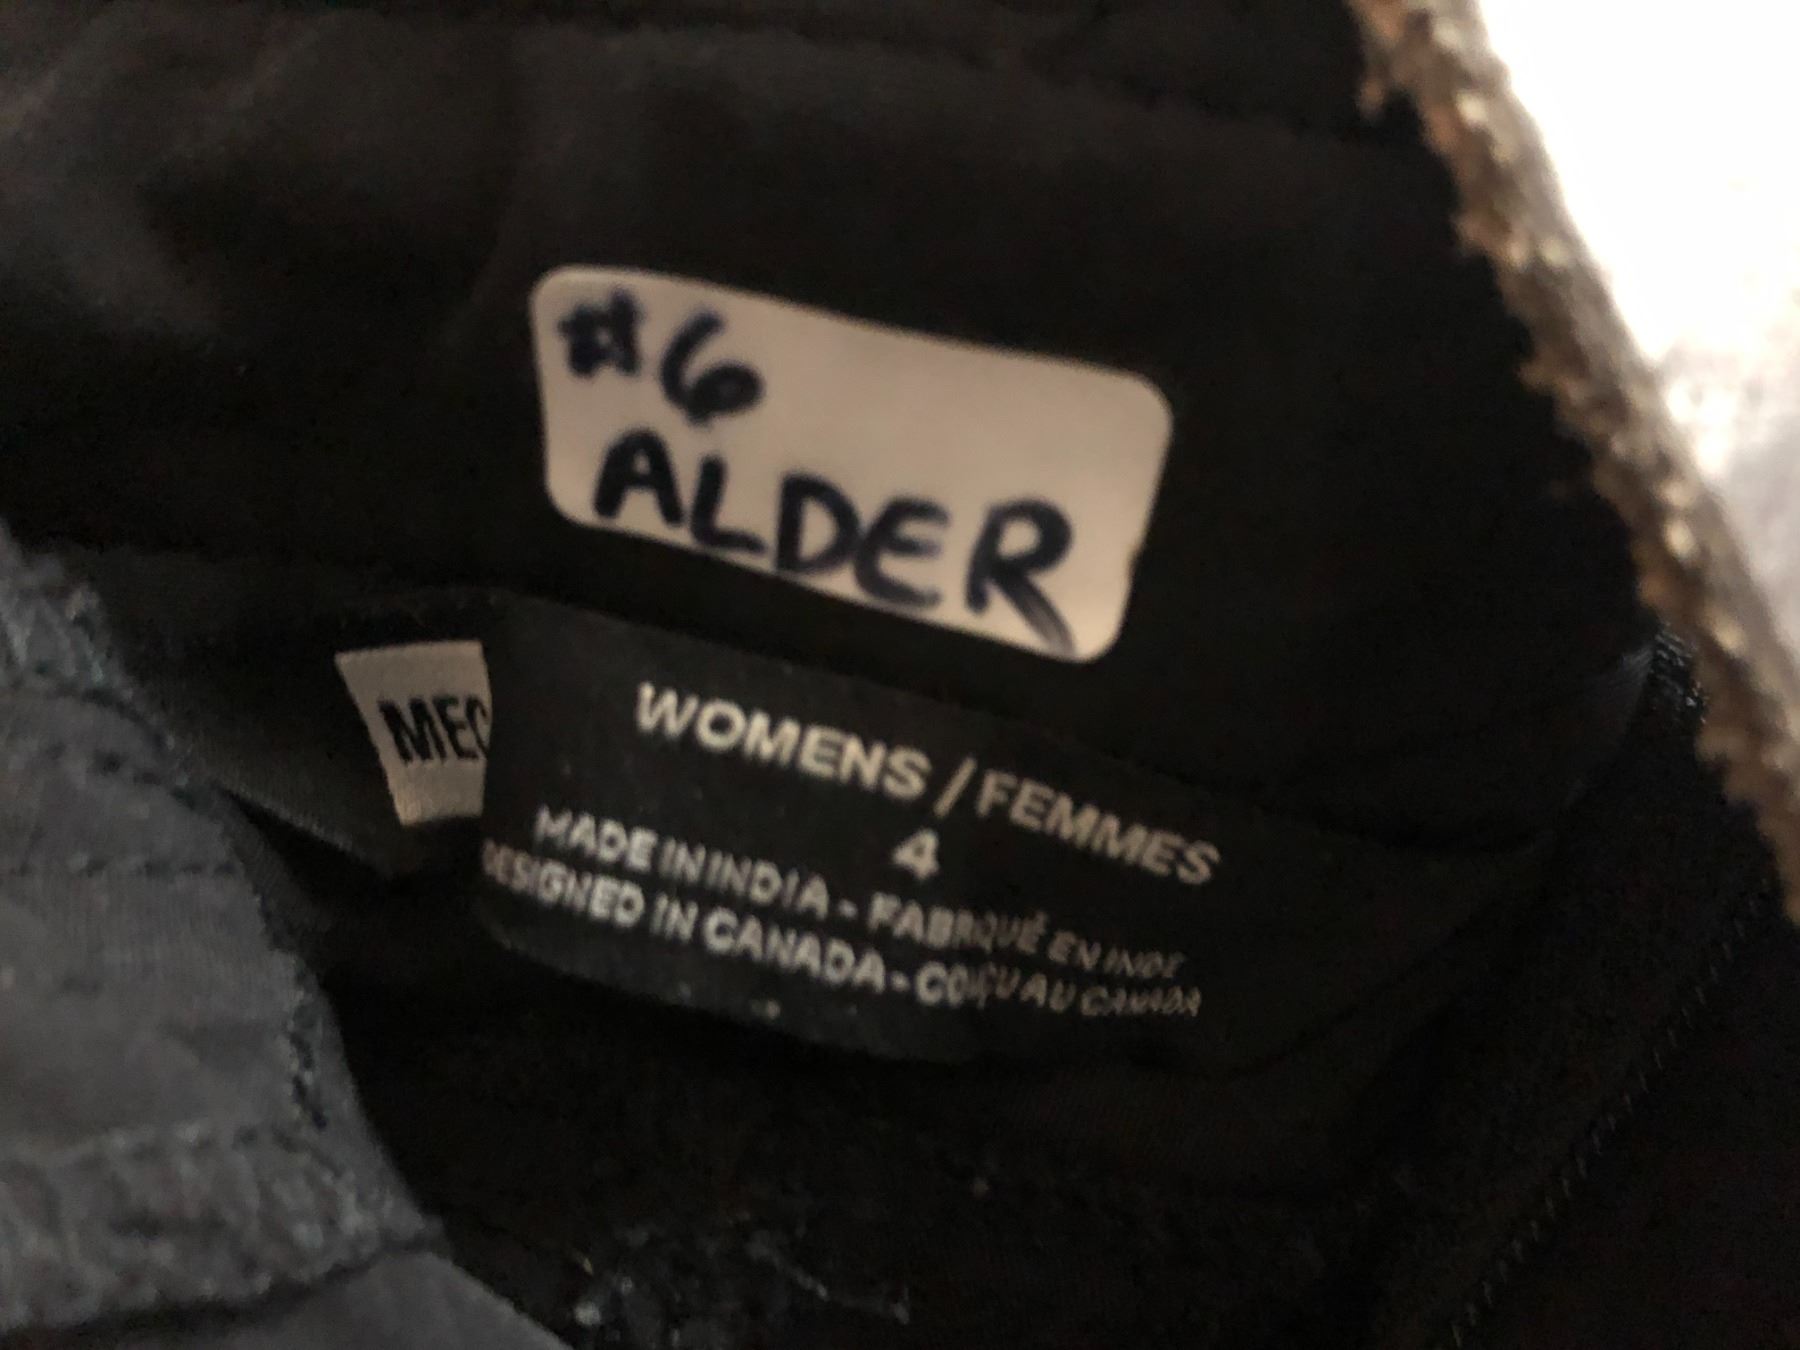 #6
ALDER
MEC
WOMENS / FEMMES
4
MADE IN INDIA - FABRIQUÉ EN INDE
DESIGNED IN CANADA - CONÇU AU CANADA